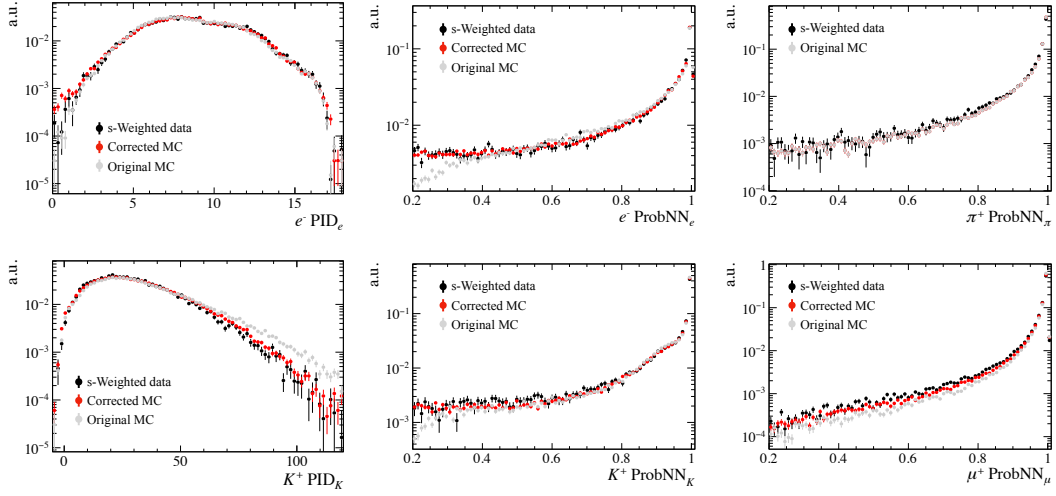 a.u.
10⁻²
10⁻³
10⁻⁴
10⁻⁵
s-Weighted data
Corrected MC
Original MC
0 5 10 15
e⁻ PIDₑ
a.u.
10⁻¹
10⁻²
s-Weighted data
Corrected MC
Original MC
0.2 0.4 0.6 0.8 1
e⁻ ProbNNₑ
a.u.
10⁻¹
10⁻²
10⁻³
10⁻⁴
s-Weighted data
Original MC
0.2 0.4 0.6 0.8 1
π⁺ ProbNN_π
a.u.
10⁻²
10⁻³
10⁻⁴
10⁻⁵
s-Weighted data
Corrected MC
Original MC
0 50 100
K⁺ PID_K
a.u.
10⁻¹
10⁻²
10⁻³
s-Weighted data
Corrected MC
Original MC
0.2 0.4 0.6 0.8 1
K⁺ ProbNN_K
a.u.
1
10⁻¹
10⁻²
10⁻³
10⁻⁴
s-Weighted data
Corrected MC
Original MC
0.2 0.4 0.6 0.8 1
μ⁺ ProbNN_μ